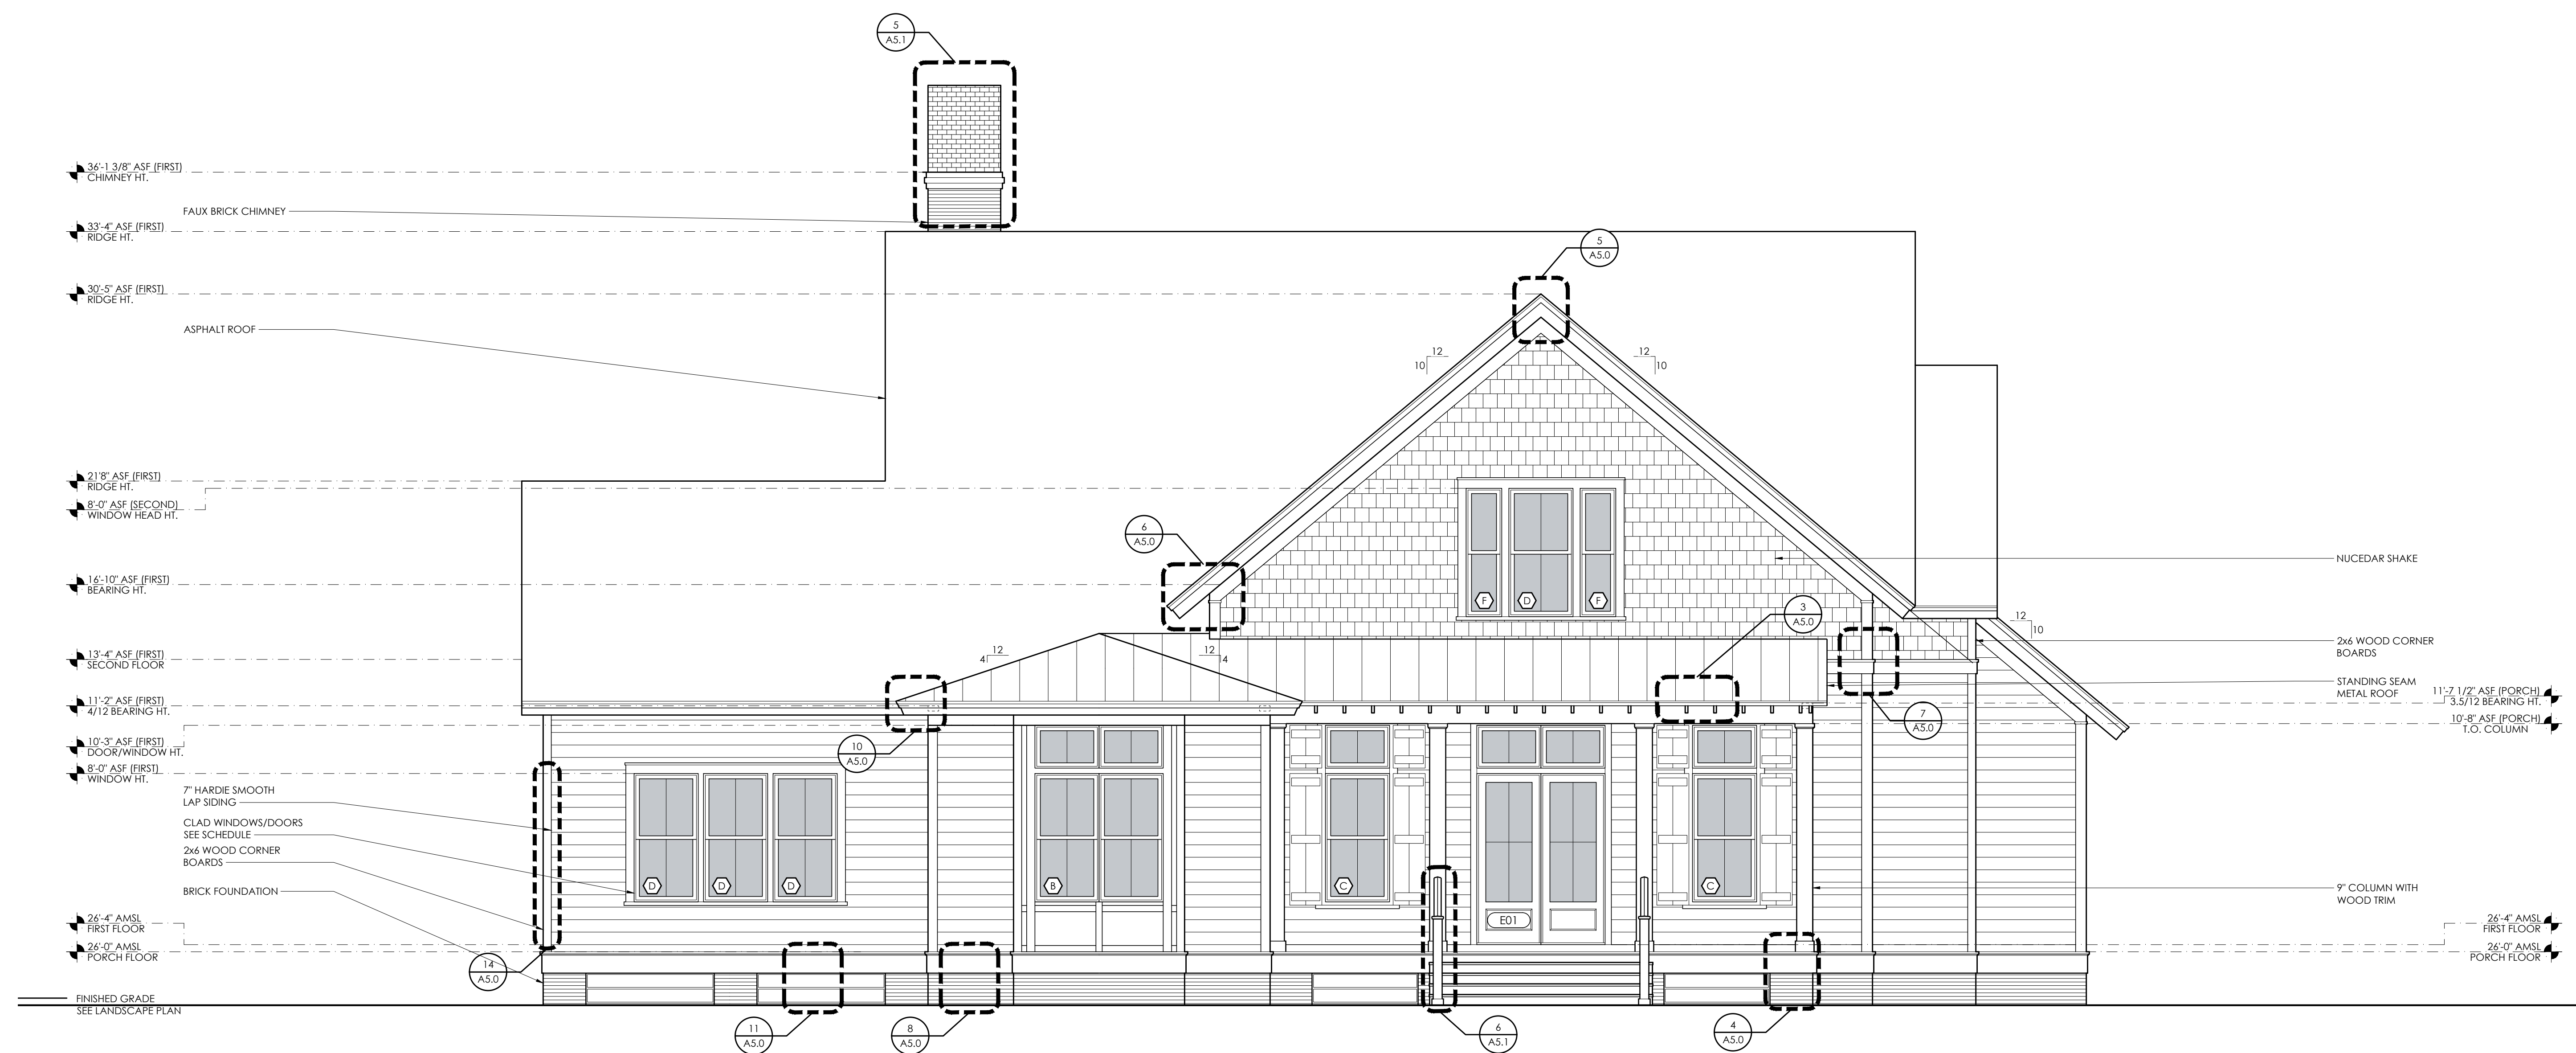 5
A5.1
36'-1 3/8" ASF (FIRST)
CHIMNEY HT.
FAUX BRICK CHIMNEY
33'-4" ASF (FIRST)
RIDGE HT.
5
A5.0
30'-5" ASF (FIRST)
RIDGE HT.
ASPHALT ROOF
12
10
12
10
21'8" ASF (FIRST)
RIDGE HT.
8'-0" ASF (SECOND)
WINDOW HEAD HT.
6
A5.0
NUCEDAR SHAKE
16'-10" ASF (FIRST)
BEARING HT.
F
D
F
3
A5.0
12
10
2x6 WOOD CORNER
BOARDS
13'-4" ASF (FIRST)
SECOND FLOOR
12
4
12
4
STANDING SEAM
METAL ROOF
11'-7 1/2" ASF (PORCH)
3.5/12 BEARING HT.
11'-2" ASF (FIRST)
4/12 BEARING HT.
7
A5.0
10'-8" ASF (PORCH)
T.O. COLUMN
10'-3" ASF (FIRST)
DOOR/WINDOW HT.
10
A5.0
8'-0" ASF (FIRST)
WINDOW HT.
7" HARDIE SMOOTH
LAP SIDING
CLAD WINDOWS/DOORS
SEE SCHEDULE
2x6 WOOD CORNER
BOARDS
BRICK FOUNDATION
D
D
D
B
C
C
9" COLUMN WITH
WOOD TRIM
E01
26'-4" AMSL
FIRST FLOOR
26'-4" AMSL
FIRST FLOOR
26'-0" AMSL
PORCH FLOOR
26'-0" AMSL
PORCH FLOOR
14
A5.0
FINISHED GRADE
SEE LANDSCAPE PLAN
11
A5.0
8
A5.0
6
A5.1
4
A5.0